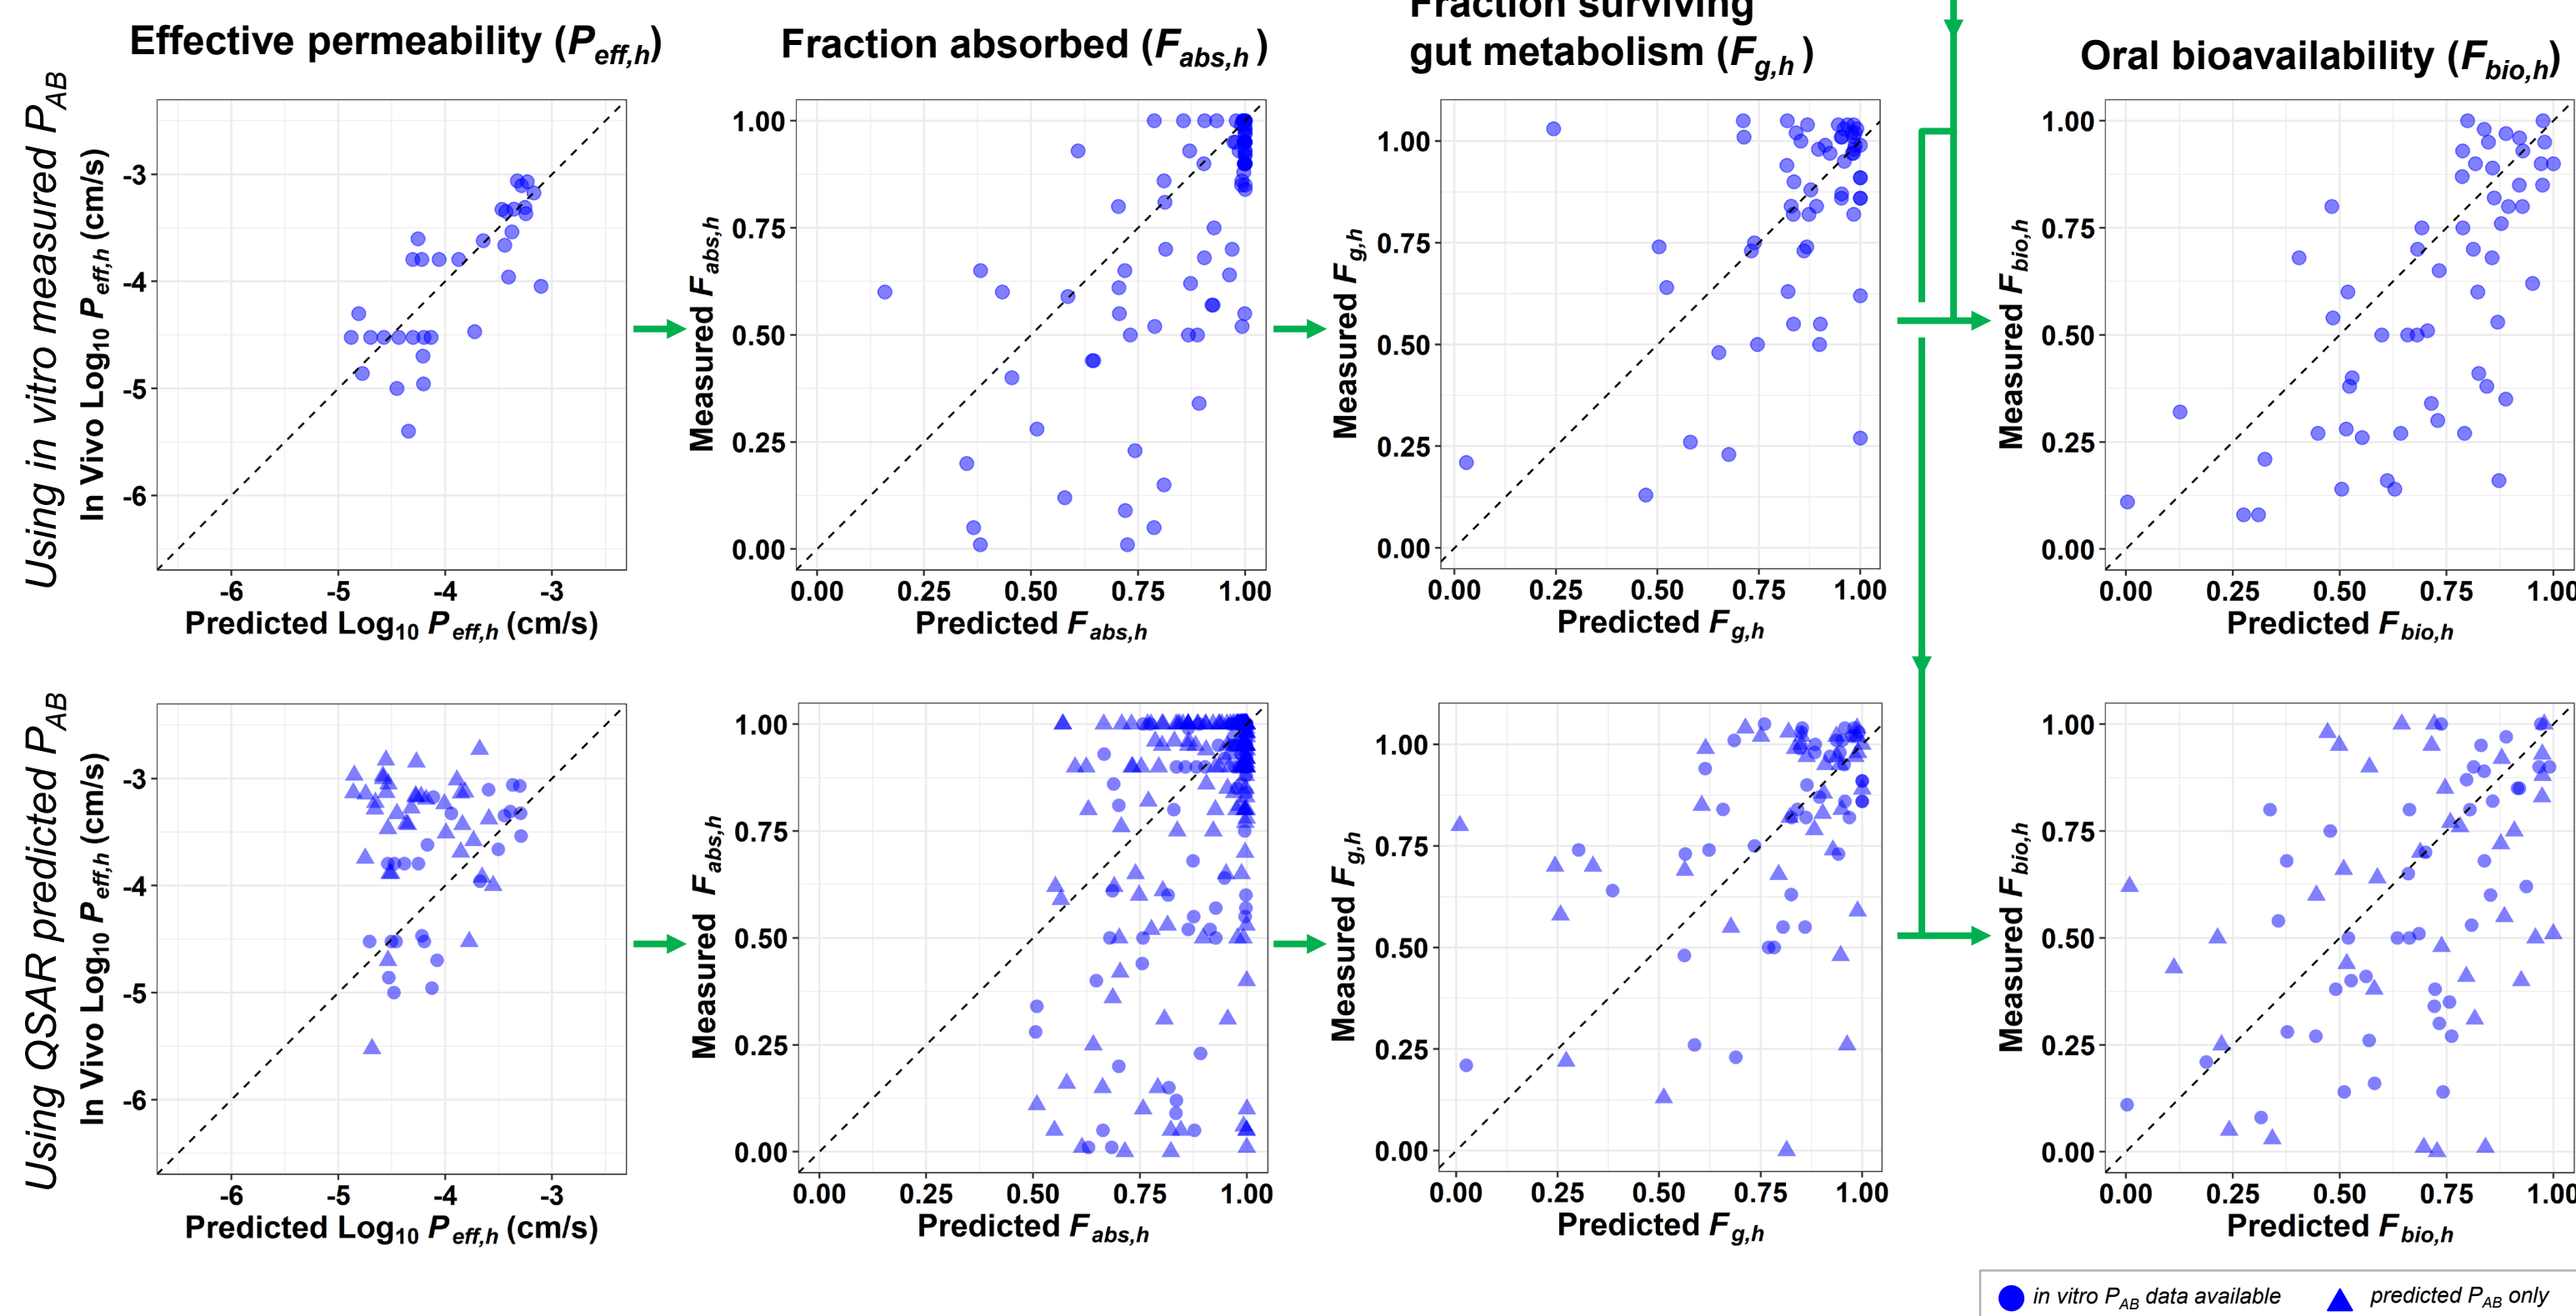 Fraction surviving
Effective permeability (Peff,h)
Fraction absorbed (Fabs,h )
gut metabolism (Fg,h )
Oral bioavailability (Fbio,h)
Using in vitro measured PAB
In Vivo Log10 Peff,h (cm/s)
-3
-4
-5
-6
-6 -5 -4 -3
Predicted Log10 Peff,h (cm/s)
Measured Fabs,h
1.00
0.75
0.50
0.25
0.00
0.00 0.25 0.50 0.75 1.00
Predicted Fabs,h
Measured Fg,h
1.00
0.75
0.50
0.25
0.00
0.00 0.25 0.50 0.75 1.00
Predicted Fg,h
Measured Fbio,h
1.00
0.75
0.50
0.25
0.00
0.00 0.25 0.50 0.75 1.00
Predicted Fbio,h
Using QSAR predicted PAB
In Vivo Log10 Peff,h (cm/s)
-3
-4
-5
-6
-6 -5 -4 -3
Predicted Log10 Peff,h (cm/s)
Measured Fabs,h
1.00
0.75
0.50
0.25
0.00
0.00 0.25 0.50 0.75 1.00
Predicted Fabs,h
Measured Fg,h
1.00
0.75
0.50
0.25
0.00
0.00 0.25 0.50 0.75 1.00
Predicted Fg,h
Measured Fbio,h
1.00
0.75
0.50
0.25
0.00
0.00 0.25 0.50 0.75 1.00
Predicted Fbio,h
in vitro PAB data available
predicted PAB only